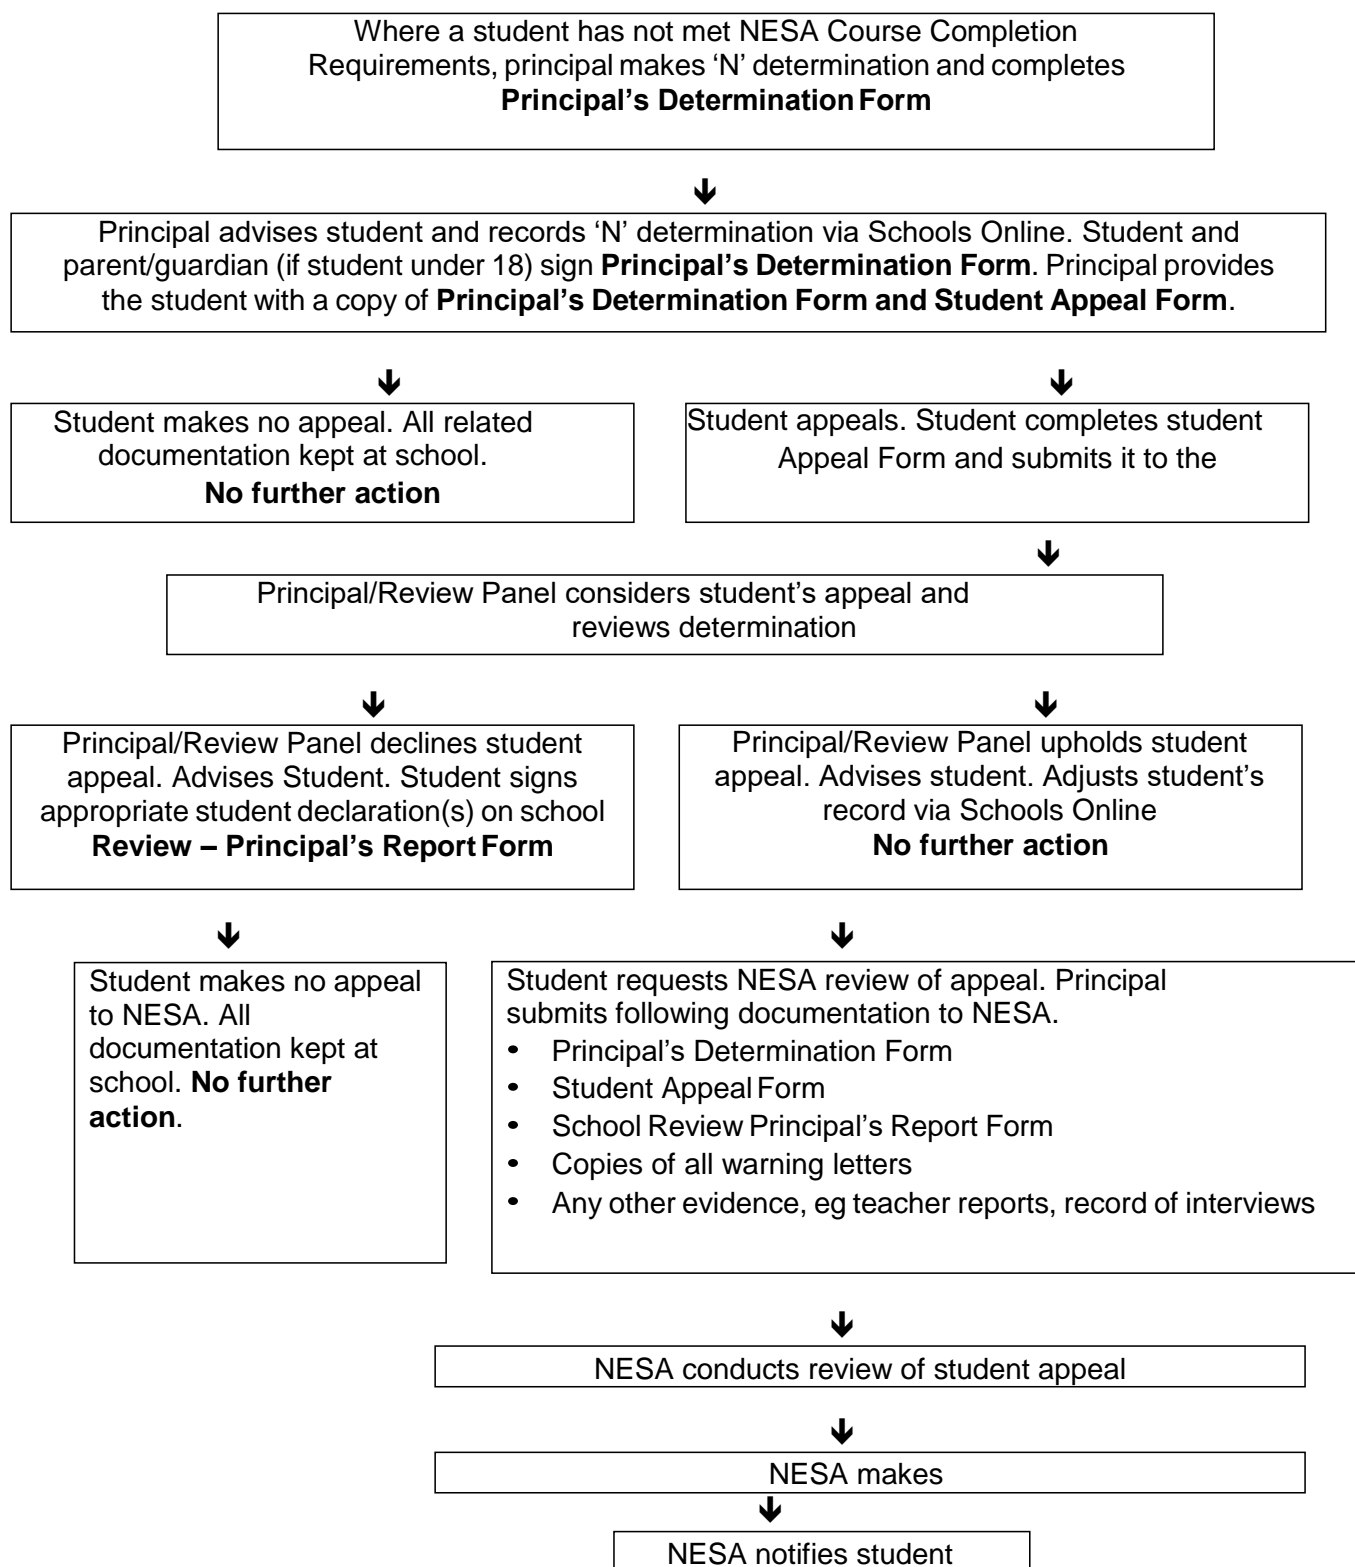 Where a student has not met NESA Course Completion
Requirements, principal makes ‘N’ determination and completes
Principal’s Determination Form
Principal advises student and records ‘N’ determination via Schools Online. Student and
parent/guardian (if student under 18) sign Principal’s Determination Form. Principal provides
the student with a copy of Principal’s Determination Form and Student Appeal Form.
Student makes no appeal. All related
documentation kept at school.
No further action
Student appeals. Student completes student
Appeal Form and submits it to the
Principal/Review Panel considers student’s appeal and
reviews determination
Principal/Review Panel declines student
appeal. Advises Student. Student signs
appropriate student declaration(s) on school
Review – Principal’s Report Form
Principal/Review Panel upholds student
appeal. Advises student. Adjusts student’s
record via Schools Online
No further action
Student makes no appeal
to NESA. All
documentation kept at
school. No further
action.
Student requests NESA review of appeal. Principal
submits following documentation to NESA.
• Principal’s Determination Form
• Student Appeal Form
• School Review Principal’s Report Form
• Copies of all warning letters
• Any other evidence, eg teacher reports, record of interviews
NESA conducts review of student appeal
NESA makes
NESA notifies student